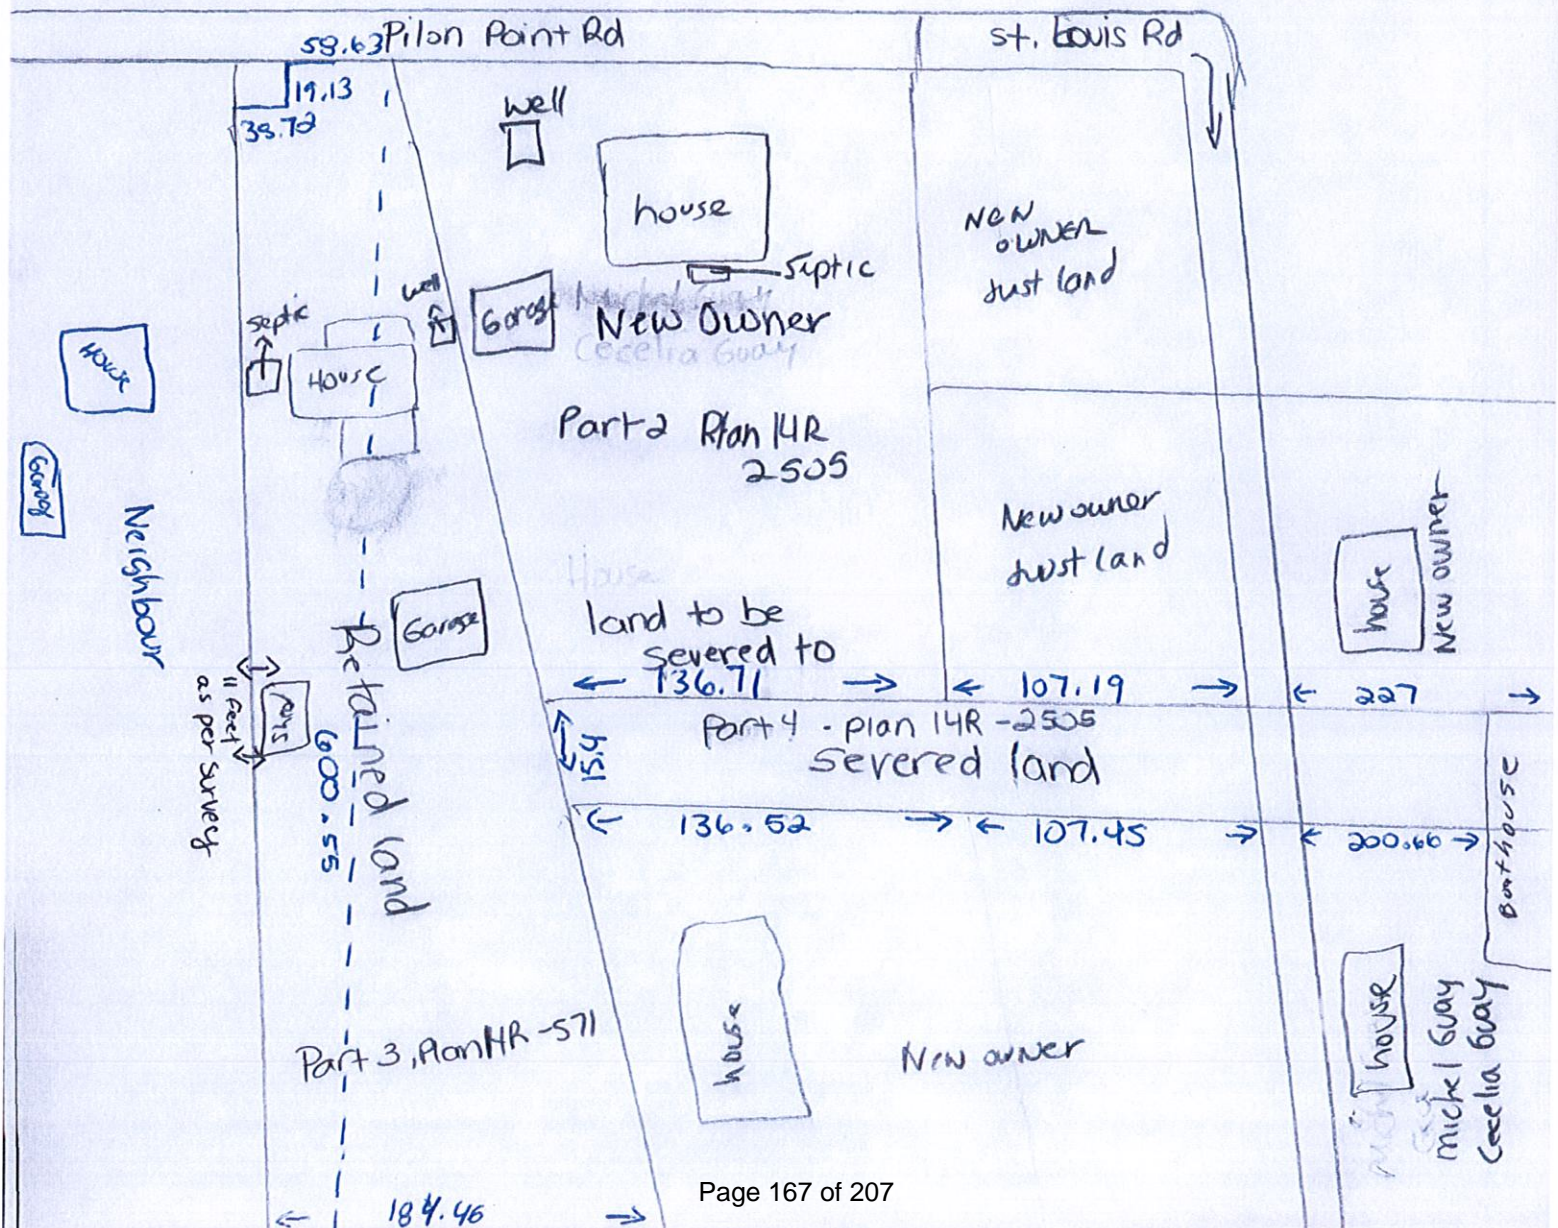 58.63 Pilon Point Rd
St. Louis Rd
19.13
38.72
well
house
Septic
NEW
OWNER
Just land
well
Garage
New Owner
Cecelia Guay
septic
House
House
Part 2 Plan 14R
2505
Garag
Neighbour
New owner
Just land
house
New owner
House
land to be
severed to
Garage
Retained land
11 feet
as per survey
600.55
← 136.71 →
← 107.19 →
← 227 →
Part 4 - plan 14R - 2505
Severed land
151.4
← 136.52 →
← 107.45 →
← 200.66 →
Boathouse
Part 3, Plan 14R - 571
house
New owner
house
Michel Guay
Cecelia Guay
← 184.46 →
Page 167 of 207